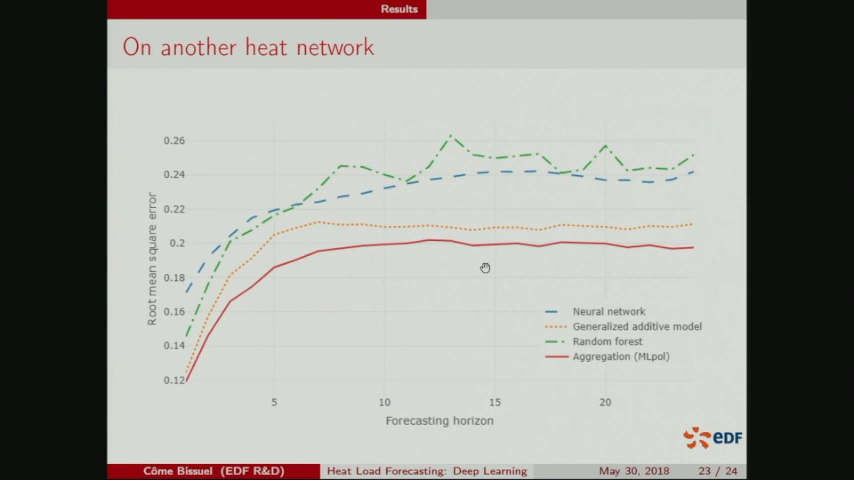 Results
On another heat network
0.26
0.24
0.22
0.2
0.18
0.16
0.14
0.12
Root mean square error
5 10 15 20
Forecasting horizon
Neural network
Generalized additive model
Random forest
Aggregation (MLpol)
eDF
Côme Bissuel (EDF R&D) Heat Load Forecasting: Deep Learning May 30, 2018 23 / 24